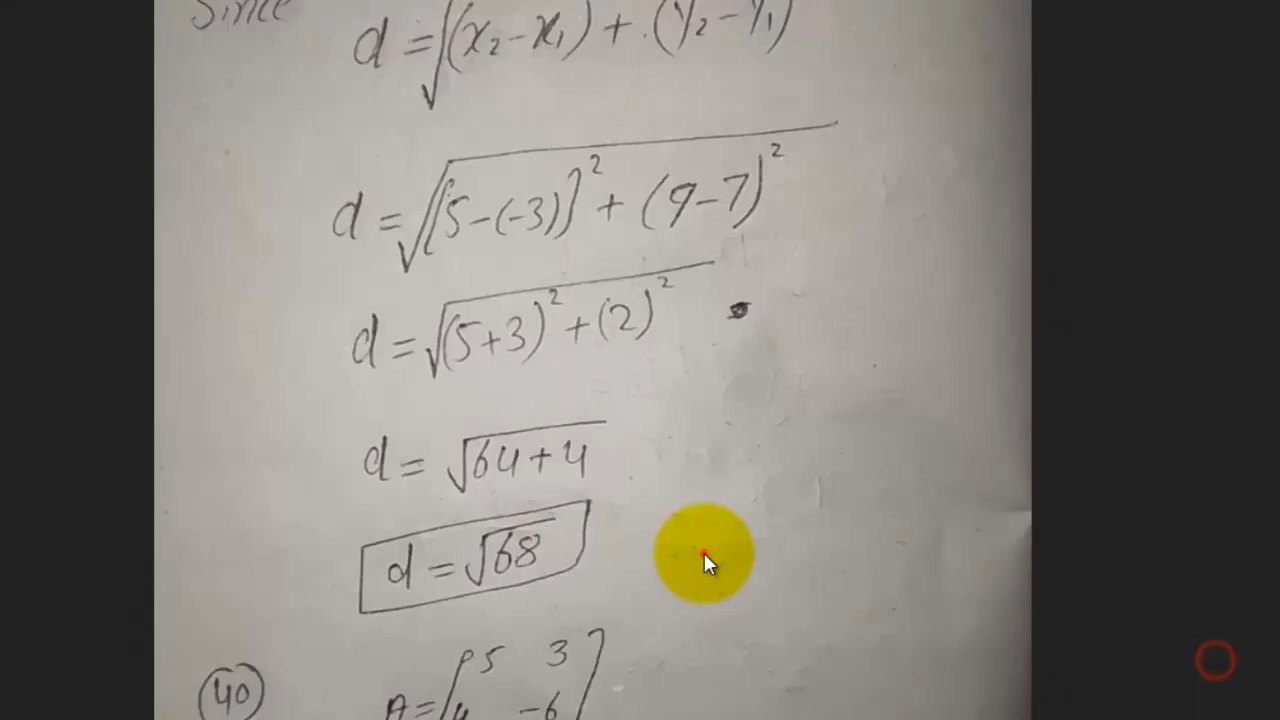 Since
d = √(x₂ - x₁) + (y₂ - y₁)
d = √[5 - (-3)]² + (9 - 7)²
d = √(5 + 3)² + (2)²
d = √64 + 4
d = √68
40
A = [5 3
4 -6]